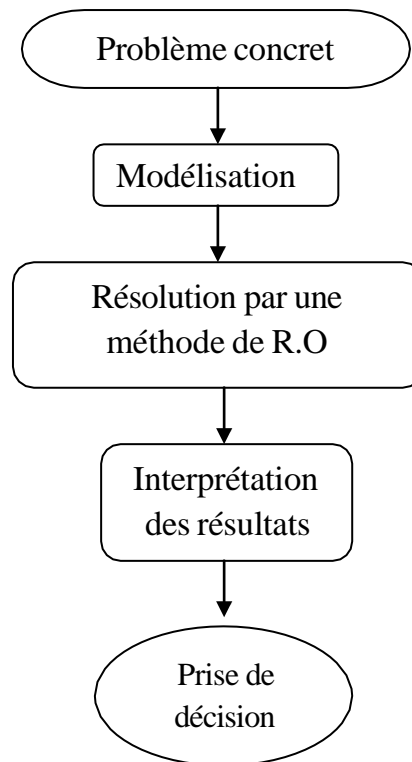 Problème concret
Modélisation
Résolution par une
méthode de R.O
Interprétation
des résultats
Prise de
décision